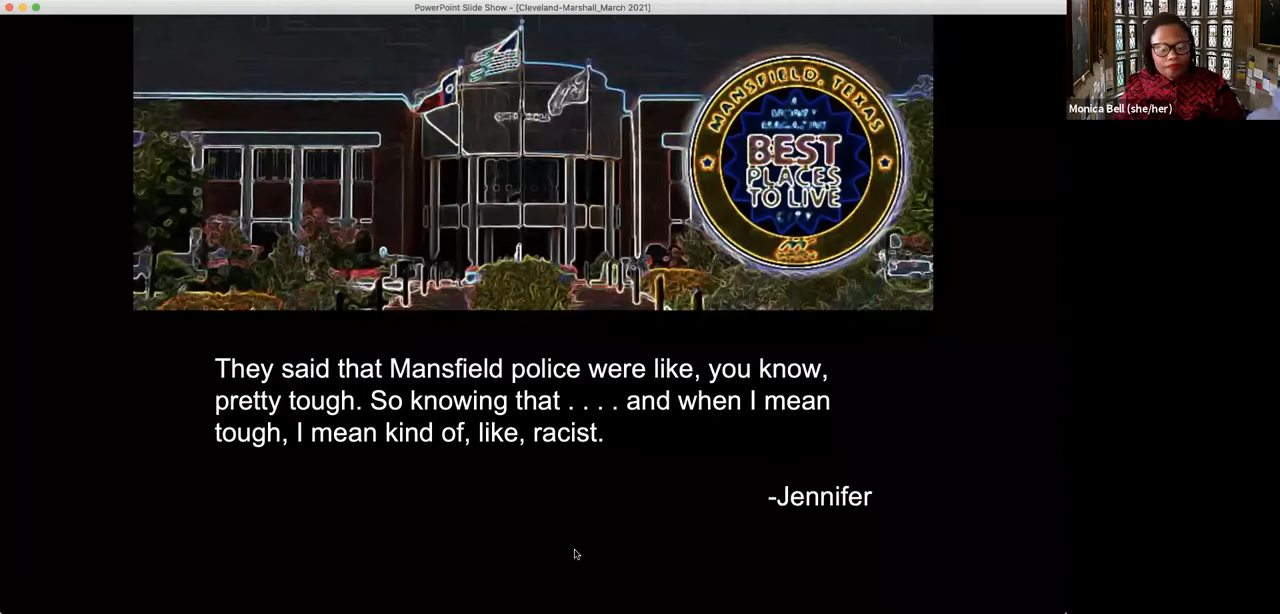 PowerPoint Slide Show - [Cleveland-Marshall_March 2021]
Monica Bell (she/her)
MANSFIELD, TEXAS
BEST
PLACES
TO LIVE
They said that Mansfield police were like, you know,
pretty tough. So knowing that . . . . and when I mean
tough, I mean kind of, like, racist.
-Jennifer